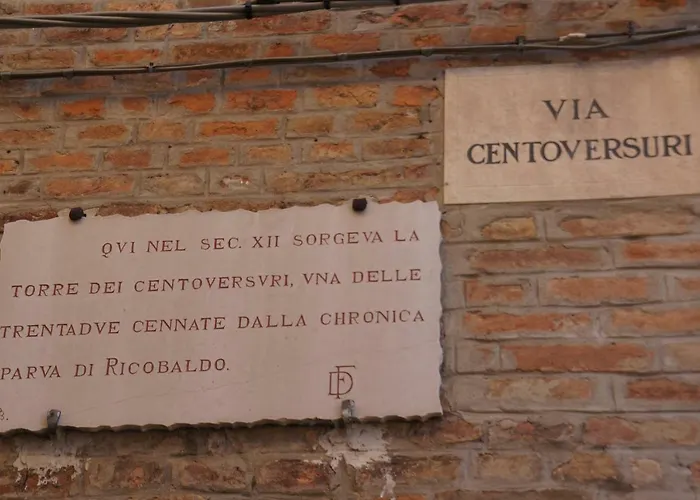 VIA
CENTOVERSURI
QVI NEL SEC. XII SORGEVA LA
TORRE DEI CENTOVERSVRI, VNA DELLE
TRENTADVE CENNATE DALLA CHRONICA
PARVA DI RICOBALDO.